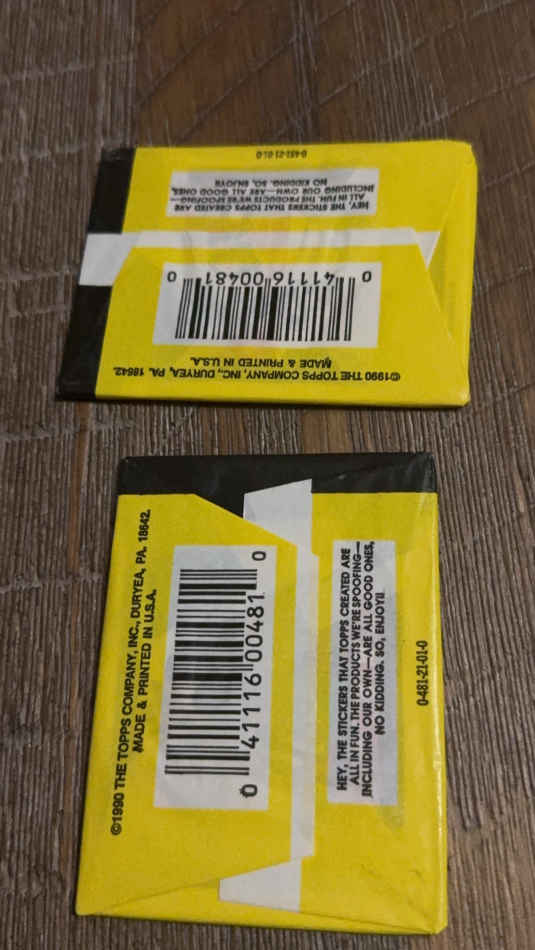 0-481-21-01-0
HEY, THE STICKERS THAT TOPPS CREATED ARE
ALL IN FUN. THE PRODUCTS WE'RE SPOOFING—
INCLUDING OUR OWN—ARE ALL GOOD ONES,
NO KIDDING. SO, ENJOY!!
0 41116 00481 0
©1990 THE TOPPS COMPANY, INC., DURYEA, PA. 18642.
MADE & PRINTED IN U.S.A.
©1990 THE TOPPS COMPANY, INC., DURYEA, PA. 18642.
MADE & PRINTED IN U.S.A.
0 41116 00481 0
HEY, THE STICKERS THAT TOPPS CREATED ARE
ALL IN FUN. THE PRODUCTS WE'RE SPOOFING—
INCLUDING OUR OWN—ARE ALL GOOD ONES,
NO KIDDING. SO, ENJOY!!
0-481-21-01-0